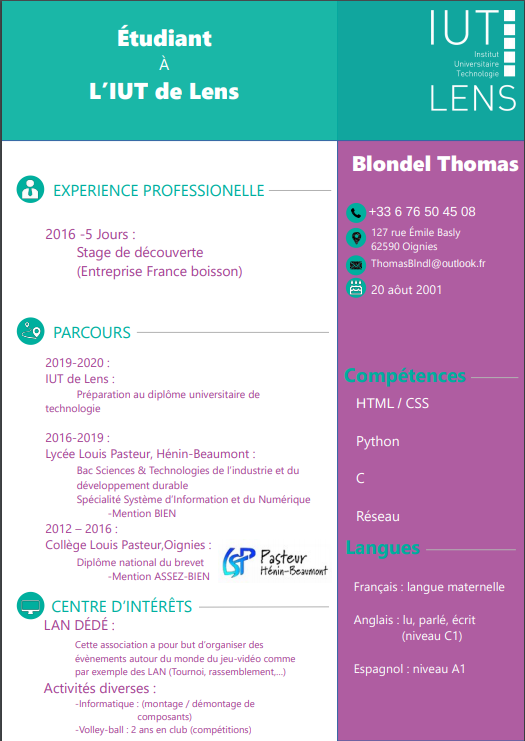 Étudiant
À
L'IUT de Lens
IUT
Institut
Universitaire
Technologie
LENS
EXPERIENCE PROFESSIONELLE
2016 -5 Jours :
Stage de découverte
(Entreprise France boisson)
PARCOURS
2019-2020 :
IUT de Lens :
Préparation au diplôme universitaire de
technologie
2016-2019 :
Lycée Louis Pasteur, Hénin-Beaumont :
Bac Sciences & Technologies de l'industrie et du
développement durable
Spécialité Système d'Information et du Numérique
-Mention BIEN
2012 – 2016 :
Collège Louis Pasteur,Oignies :
Diplôme national du brevet
-Mention ASSEZ-BIEN
LSP Pasteur
Hénin-Beaumont
CENTRE D'INTÉRÊTS
LAN DÉDÉ :
Cette association a pour but d'organiser des
événements autour du monde du jeu-vidéo comme
par exemple des LAN (Tournoi, rassemblement,...)
Activités diverses :
-Informatique : (montage / démontage de
composants)
-Volley-ball : 2 ans en club (compétitions)
Blondel Thomas
+33 6 76 50 45 08
127 rue Émile Basly
62590 Oignies
ThomasBlndl@outlook.fr
20 aôut 2001
Compétences
HTML / CSS
Python
C
Réseau
Langues
Français : langue maternelle
Anglais : lu, parlé, écrit
(niveau C1)
Espagnol : niveau A1